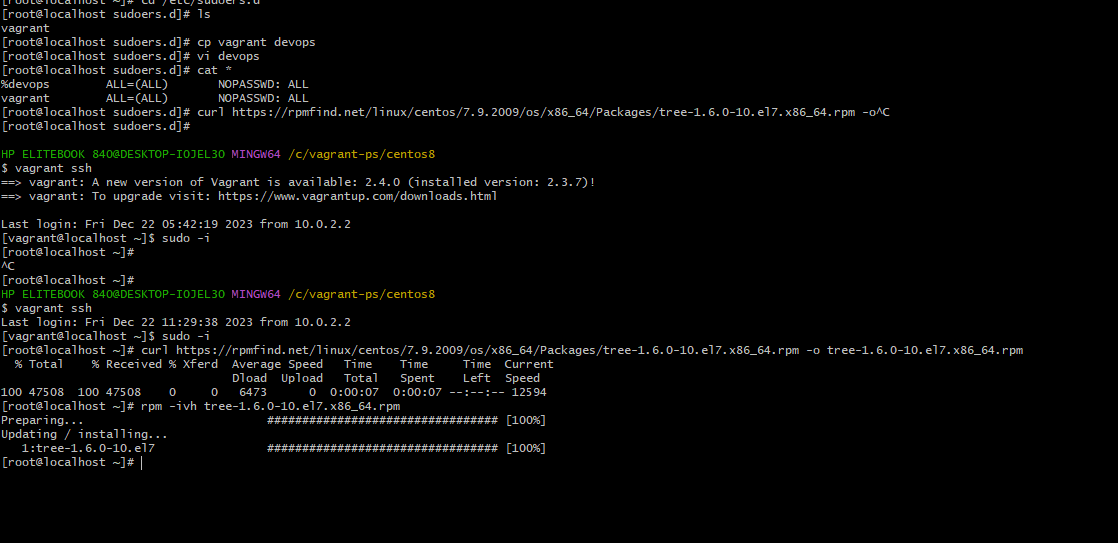 [root@localhost ~]# cd /etc/sudoers.d
[root@localhost sudoers.d]# ls
vagrant
[root@localhost sudoers.d]# cp vagrant devops
[root@localhost sudoers.d]# vi devops
[root@localhost sudoers.d]# cat *
%devops        ALL=(ALL)       NOPASSWD: ALL
vagrant        ALL=(ALL)       NOPASSWD: ALL
[root@localhost sudoers.d]# curl https://rpmfind.net/linux/centos/7.9.2009/os/x86_64/Packages/tree-1.6.0-10.el7.x86_64.rpm -o^C
[root@localhost sudoers.d]#
HP ELITEBOOK 840@DESKTOP-IOJEL3O MINGW64 /c/vagrant-ps/centos8
$ vagrant ssh
==> vagrant: A new version of Vagrant is available: 2.4.0 (installed version: 2.3.7)!
==> vagrant: To upgrade visit: https://www.vagrantup.com/downloads.html
Last login: Fri Dec 22 05:42:19 2023 from 10.0.2.2
[vagrant@localhost ~]$ sudo -i
[root@localhost ~]#
^C
[root@localhost ~]#
HP ELITEBOOK 840@DESKTOP-IOJEL3O MINGW64 /c/vagrant-ps/centos8
$ vagrant ssh
Last login: Fri Dec 22 11:29:38 2023 from 10.0.2.2
[vagrant@localhost ~]$ sudo -i
[root@localhost ~]# curl https://rpmfind.net/linux/centos/7.9.2009/os/x86_64/Packages/tree-1.6.0-10.el7.x86_64.rpm -o tree-1.6.0-10.el7.x86_64.rpm
  % Total    % Received % Xferd  Average Speed   Time    Time     Time  Current
                                 Dload  Upload   Total   Spent    Left  Speed
100 47508  100 47508    0     0   6473      0  0:00:07  0:00:07 --:--:-- 12594
[root@localhost ~]# rpm -ivh tree-1.6.0-10.el7.x86_64.rpm
Preparing...                          ################################# [100%]
Updating / installing...
   1:tree-1.6.0-10.el7                ################################# [100%]
[root@localhost ~]#